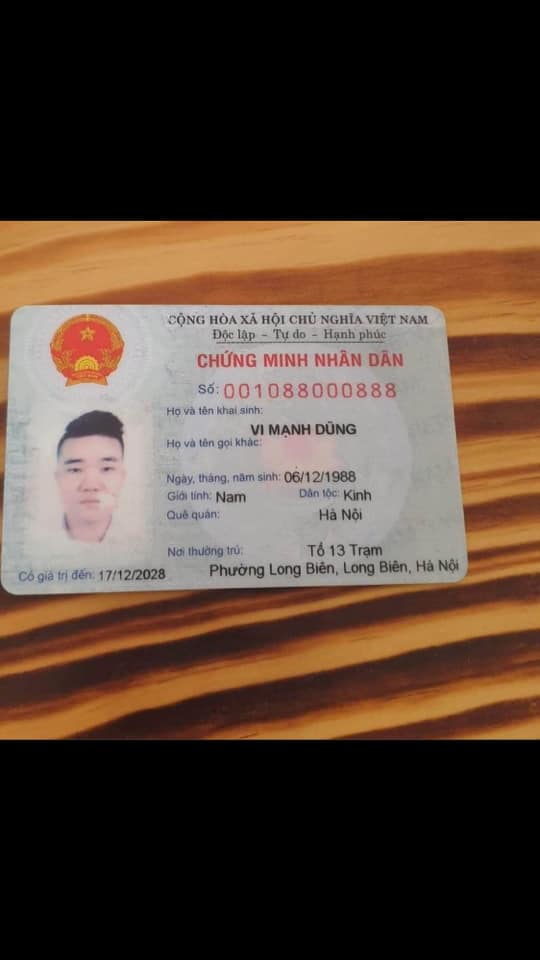 CỘNG HÒA XÃ HỘI CHỦ NGHĨA VIỆT NAM
Độc lập - Tự do - Hạnh phúc
CHỨNG MINH NHÂN DÂN
Số: 001088000888
Họ và tên khai sinh:
VI MẠNH DŨNG
Họ và tên gọi khác:
Ngày, tháng, năm sinh: 06/12/1988
Giới tính: Nam Dân tộc: Kinh
Quê quán: Hà Nội
Nơi thường trú: Tổ 13 Trạm
Phường Long Biên, Long Biên, Hà Nội
Có giá trị đến: 17/12/2028